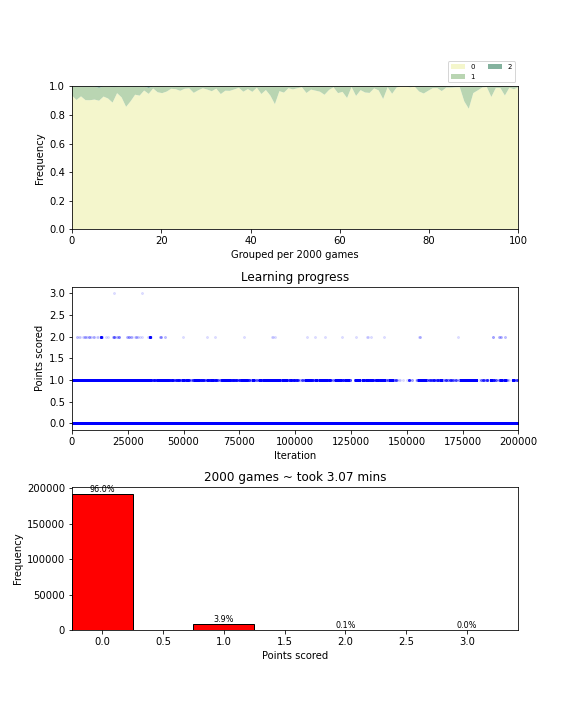 0 2
1
1.0
0.8
0.6
0.4
0.2
0.0
Frequency
0 20 40 60 80 100
Grouped per 2000 games
Learning progress
3.0
2.5
2.0
1.5
1.0
0.5
0.0
Points scored
0 25000 50000 75000 100000 125000 150000 175000 200000
Iteration
2000 games ~ took 3.07 mins
200000
150000
100000
50000
0
Frequency
96.0%
3.9%
0.1%
0.0%
0.0 0.5 1.0 1.5 2.0 2.5 3.0
Points scored